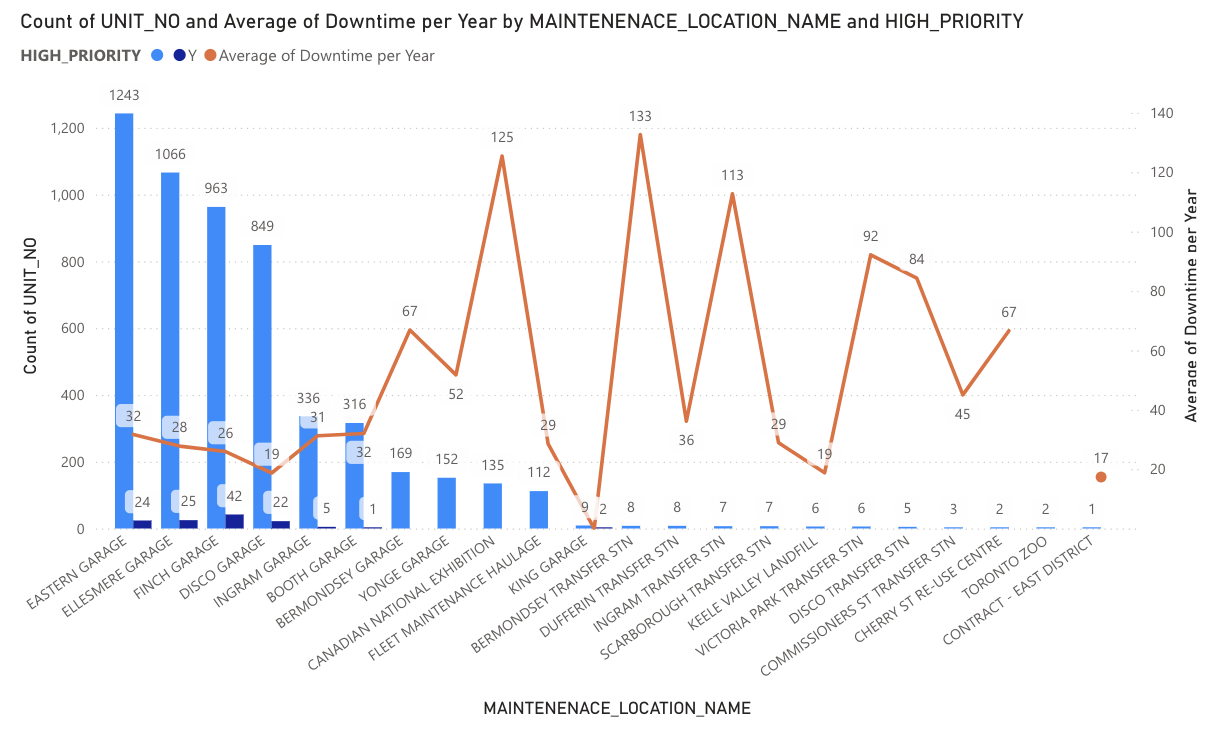 Count of UNIT_NO and Average of Downtime per Year by MAINTENENACE_LOCATION_NAME and HIGH_PRIORITY
HIGH_PRIORITY Y Average of Downtime per Year
Count of UNIT_NO
1,200
1,000
800
600
400
200
0
1243
1066
963
849
336
316
169
152
135
112
9
8
8
7
7
6
6
5
3
2
2
1
24
25
42
22
5
1
2
32
28
26
19
31
32
67
52
125
29
133
36
113
29
19
92
84
45
67
17
140
120
100
80
60
40
20
Average of Downtime per Year
EASTERN GARAGE
ELLESMERE GARAGE
FINCH GARAGE
DISCO GARAGE
INGRAM GARAGE
BOOTH GARAGE
BERMONDSEY GARAGE
YONGE GARAGE
CANADIAN NATIONAL EXHIBITION
FLEET MAINTENANCE HAULAGE
KING GARAGE
BERMONDSEY TRANSFER STN
DUFFERIN TRANSFER STN
INGRAM TRANSFER STN
SCARBOROUGH TRANSFER STN
KEELE VALLEY LANDFILL
VICTORIA PARK TRANSFER STN
DISCO TRANSFER STN
COMMISSIONERS ST TRANSFER STN
CHERRY ST RE-USE CENTRE
TORONTO ZOO
CONTRACT - EAST DISTRICT
MAINTENENACE_LOCATION_NAME